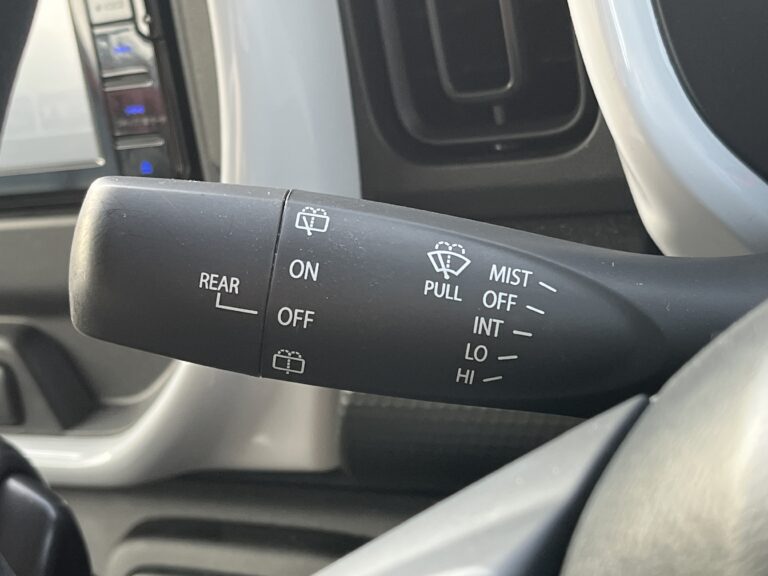 REAR
ON
OFF
PULL
MIST
OFF
INT
LO
HI